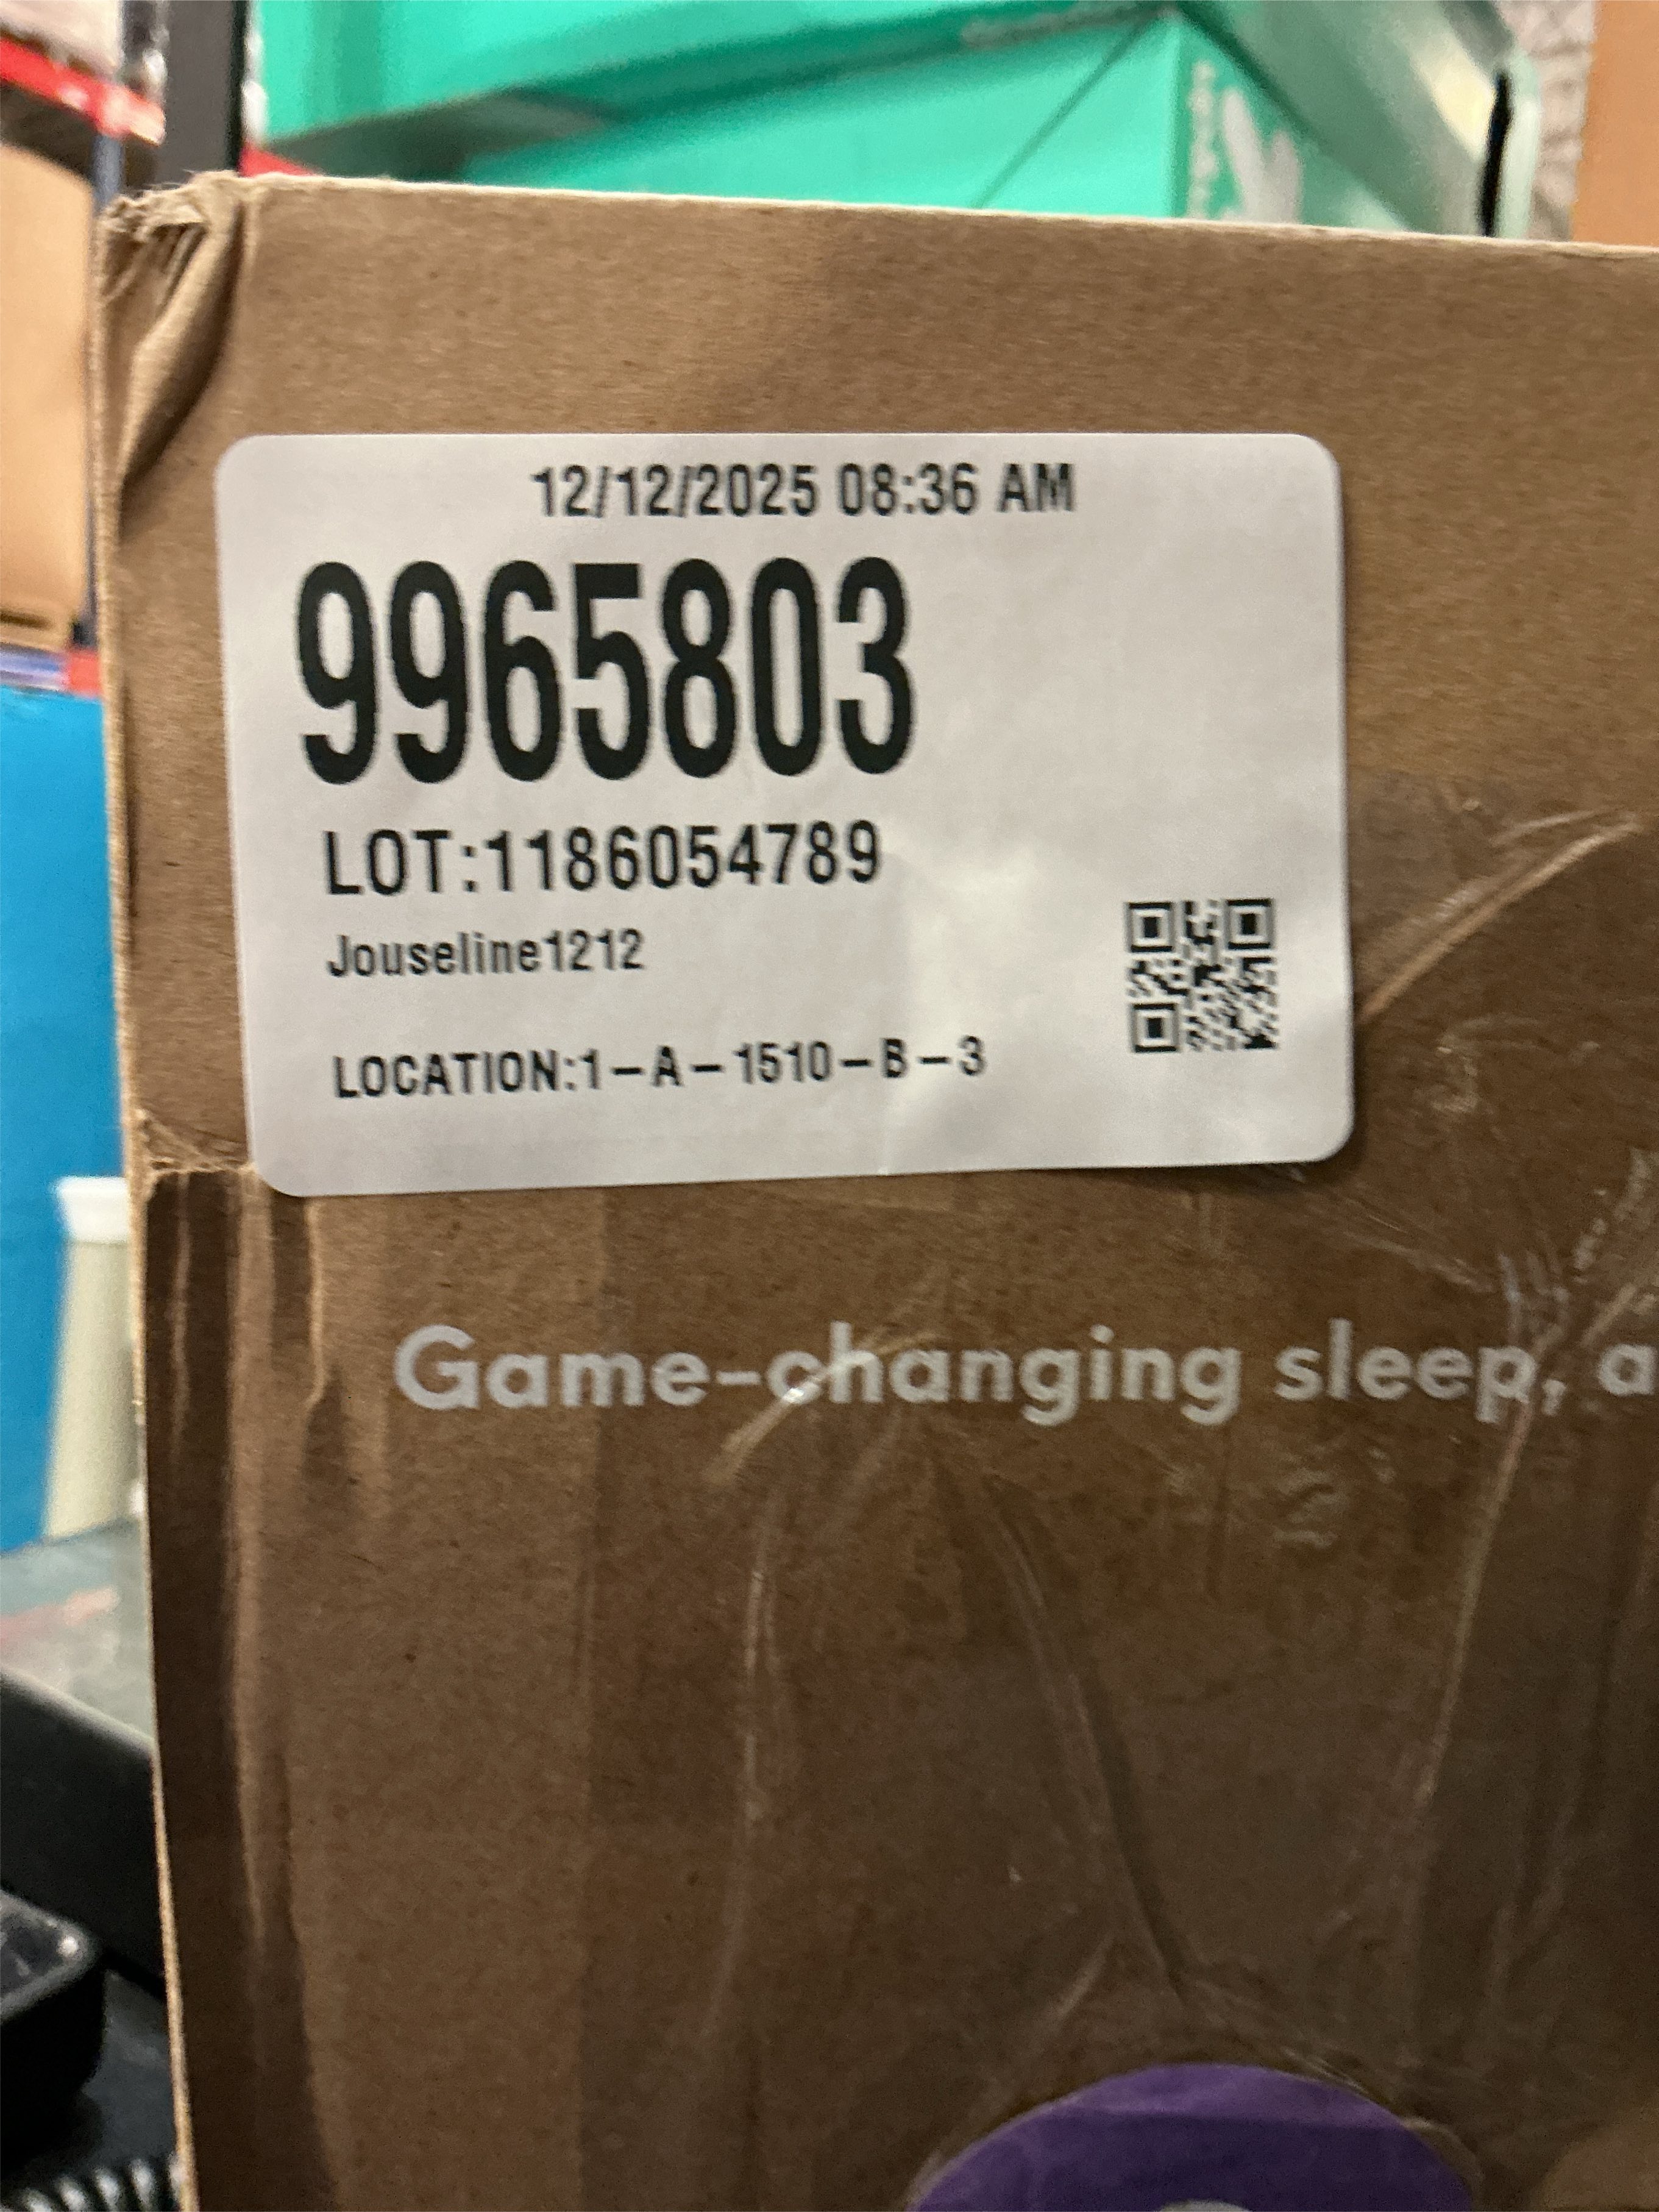 12/12/2025 08:36 AM
9965803
LOT:1186054789
Jouseline1212
LOCATION:1-A-1510-B-3
Game-changing sleep, a